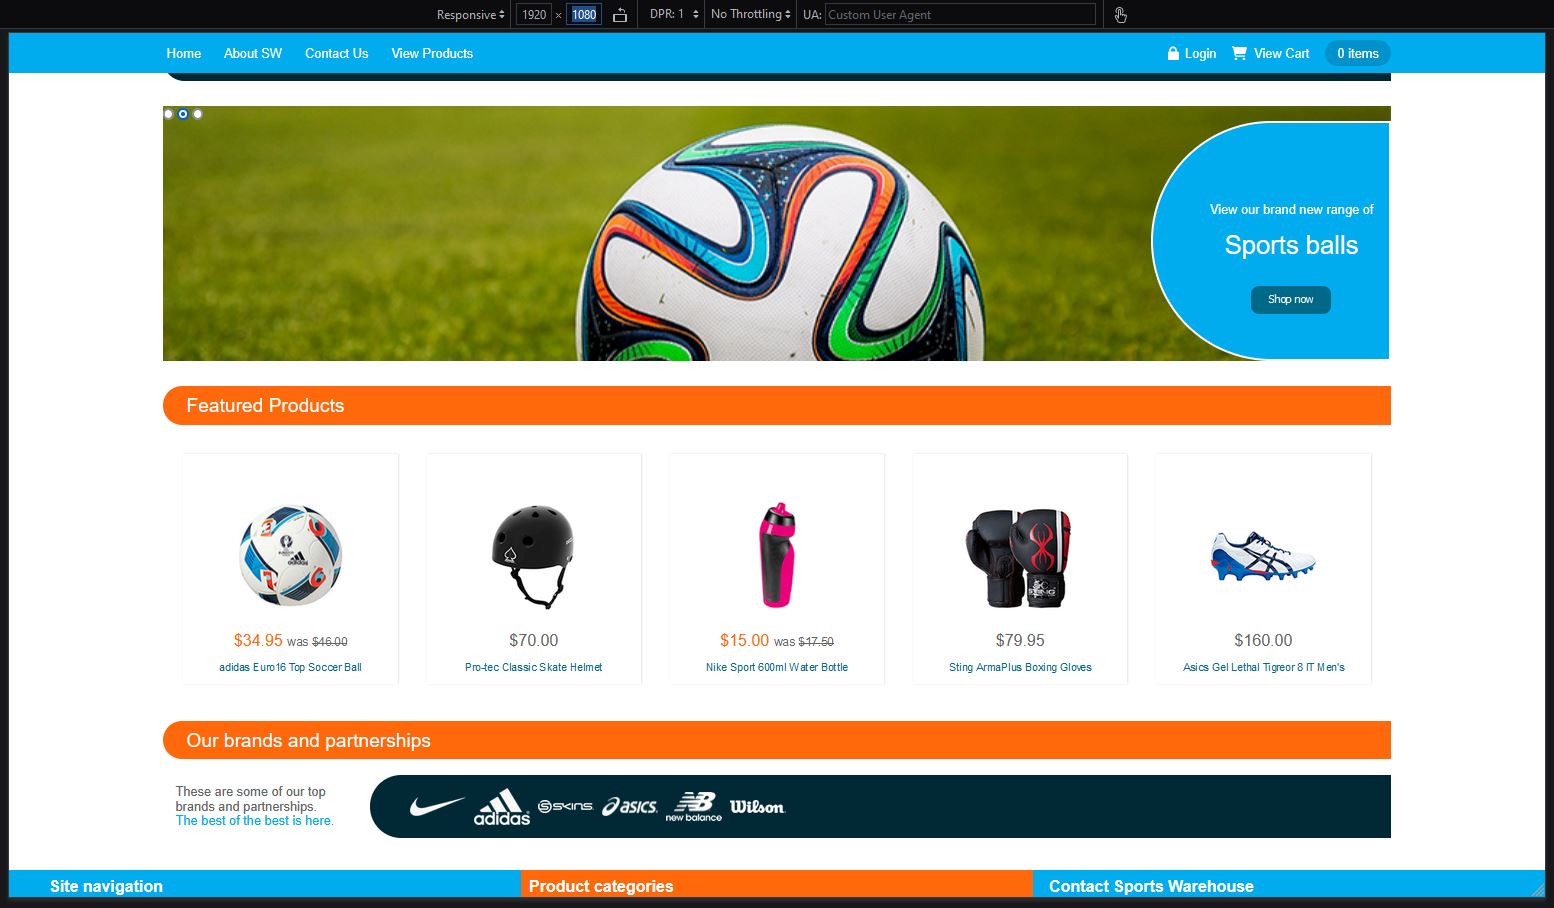 Responsive 1920 × 1080 DPR: 1 No Throttling UA: Custom User Agent
Home About SW Contact Us View Products Login View Cart 0 items
View our brand new range of
Sports balls
Shop now
Featured Products
adidas
STING
$34.95 was $46.00
$70.00
$15.00 was $17.50
$79.95
$160.00
adidas Euro16 Top Soccer Ball
Pro-tec Classic Skate Helmet
Nike Sport 600ml Water Bottle
Sting ArmaPlus Boxing Gloves
Asics Gel Lethal Tigreor 8 IT Men's
Our brands and partnerships
These are some of our top
brands and partnerships.
The best of the best is here.
adidas SKINS asics new balance Wilson.
Site navigation Product categories Contact Sports Warehouse